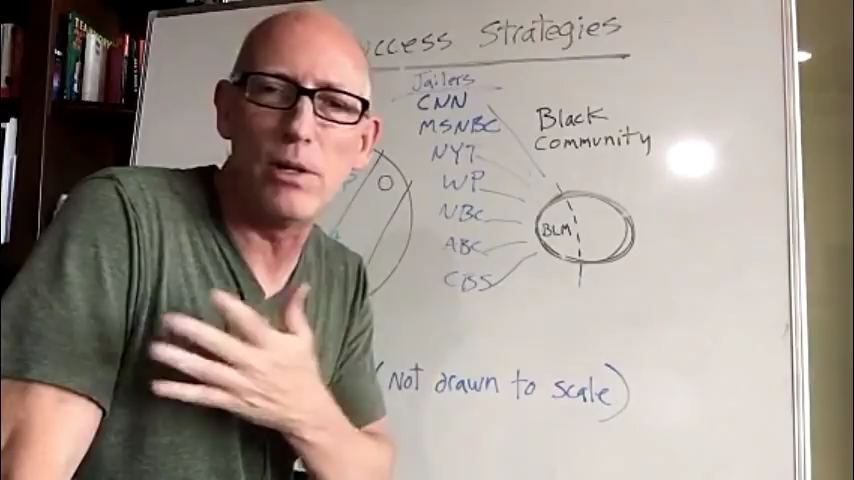 ccess Strategies
Jailers
CNN
MSNBC
NYT
WP
NBC
ABC
CBS
Black
Community
BLM
(Not drawn to scale)